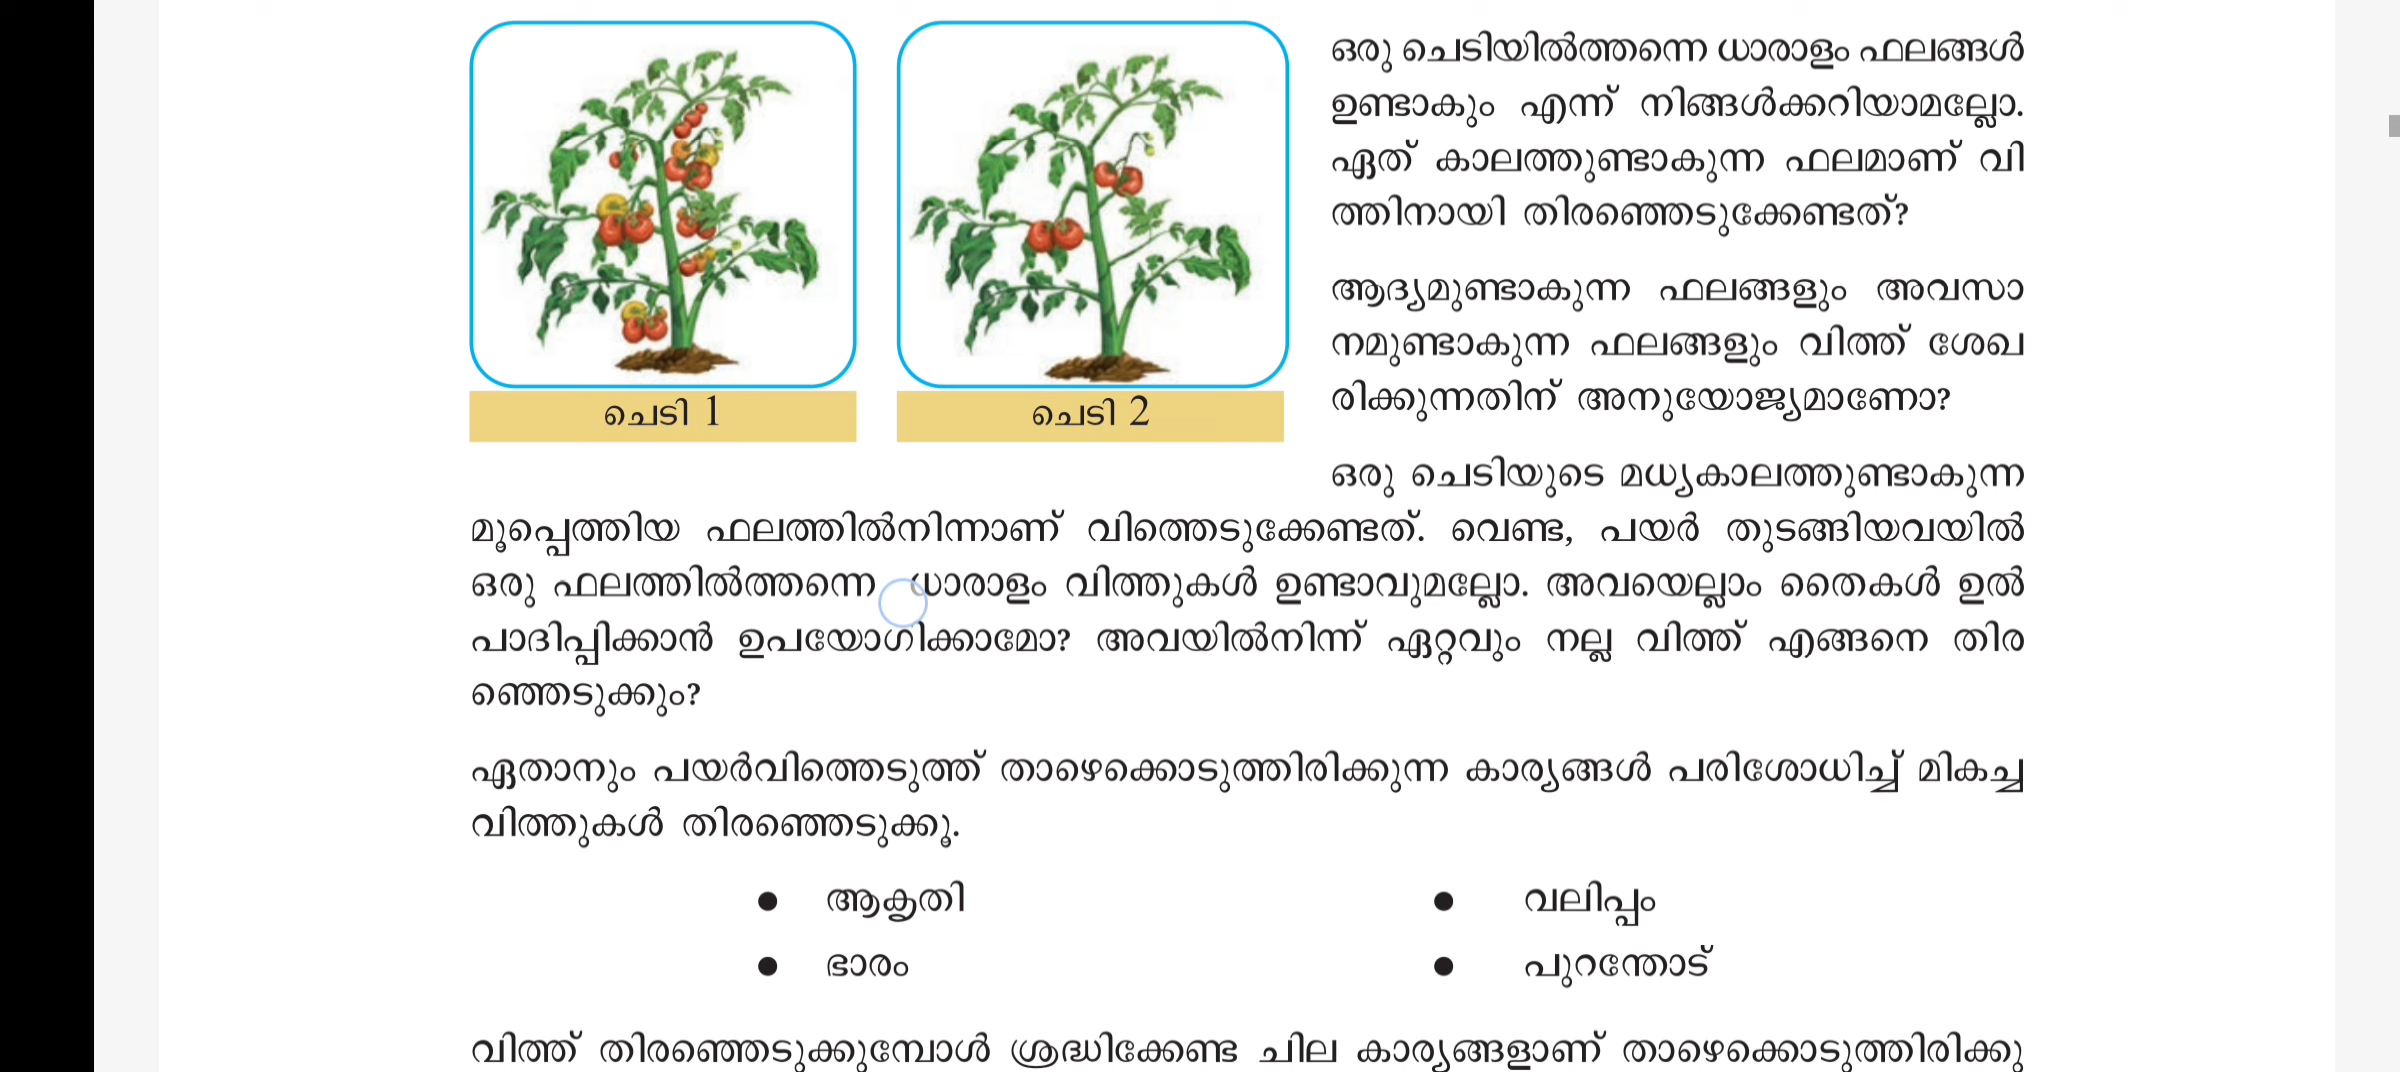 ഒരു ചെടിയിൽത്തന്നെ ധാരാളം ഫലങ്ങൾ
ഉണ്ടാകും എന്ന് നിങ്ങൾക്കറിയാമല്ലോ.
ഏത് കാലത്തുണ്ടാകുന്ന ഫലമാണ് വി
ത്തിനായി തിരഞ്ഞെടുക്കേണ്ടത്?
ആദ്യമുണ്ടാകുന്ന ഫലങ്ങളും അവസാ
നമുണ്ടാകുന്ന ഫലങ്ങളും വിത്ത് ശേഖ
രിക്കുന്നതിന് അനുയോജ്യമാണോ?
ചെടി 1
ചെടി 2
ഒരു ചെടിയുടെ മധ്യകാലത്തുണ്ടാകുന്ന
മൂപ്പെത്തിയ ഫലത്തിൽനിന്നാണ് വിത്തെടുക്കേണ്ടത്. വെണ്ട, പയർ തുടങ്ങിയവയിൽ
ഒരു ഫലത്തിൽത്തന്നെ ധാരാളം വിത്തുകൾ ഉണ്ടാവുമല്ലോ. അവയെല്ലാം തൈകൾ ഉൽ
പാദിപ്പിക്കാൻ ഉപയോഗിക്കാമോ? അവയിൽനിന്ന് ഏറ്റവും നല്ല വിത്ത് എങ്ങനെ തിര
ഞ്ഞെടുക്കും?
ഏതാനും പയർവിത്തെടുത്ത് താഴെക്കൊടുത്തിരിക്കുന്ന കാര്യങ്ങൾ പരിശോധിച്ച് മികച്ച
വിത്തുകൾ തിരഞ്ഞെടുക്കൂ.
● ആകൃതി ● വലിപ്പം
● ഭാരം ● പുറന്തോട്
വിത്ത് തിരഞ്ഞെടുക്കുമ്പോൾ ശ്രദ്ധിക്കേണ്ട ചില കാര്യങ്ങളാണ് താഴെക്കൊടുത്തിരിക്കു